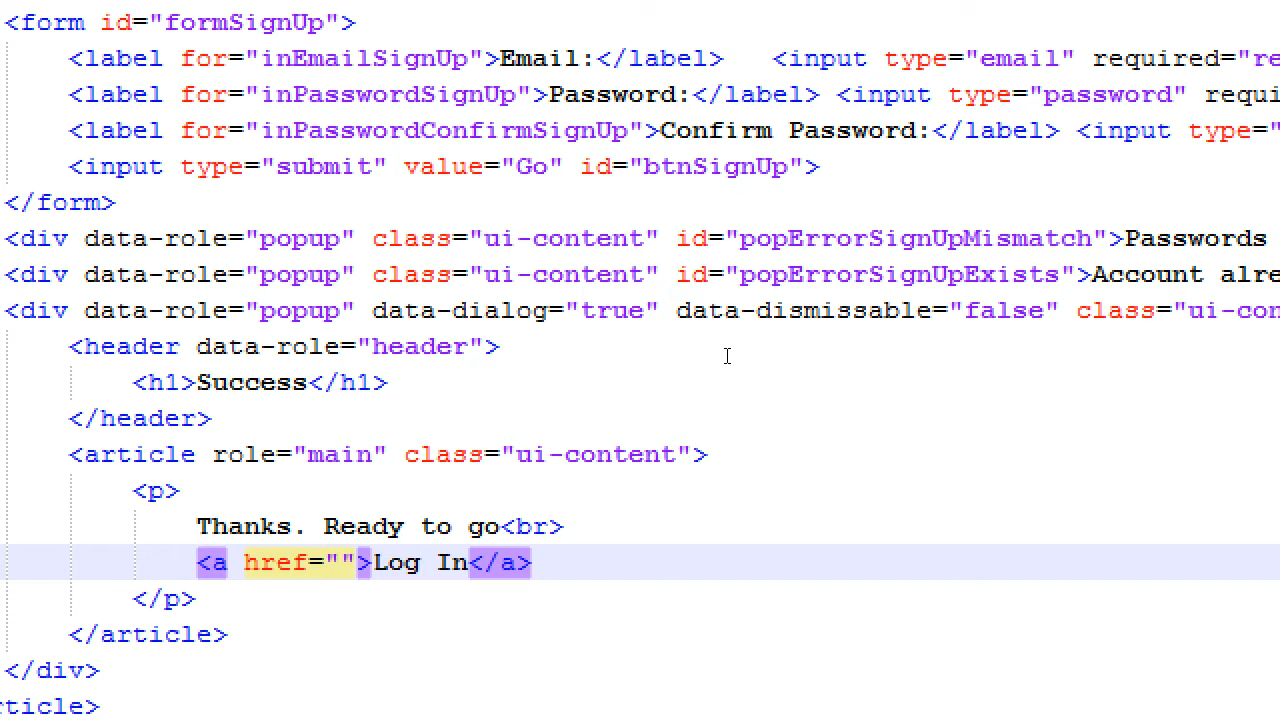 <form id="formSignUp">
<label for="inEmailSignUp">Email:</label> <input type="email" required="re
<label for="inPasswordSignUp">Password:</label> <input type="password" requi
<label for="inPasswordConfirmSignUp">Confirm Password:</label> <input type="
<input type="submit" value="Go" id="btnSignUp">
</form>
<div data-role="popup" class="ui-content" id="popErrorSignUpMismatch">Passwords
<div data-role="popup" class="ui-content" id="popErrorSignUpExists">Account alre
<div data-role="popup" data-dialog="true" data-dismissable="false" class="ui-con
<header data-role="header">
<h1>Success</h1>
</header>
<article role="main" class="ui-content">
<p>
Thanks. Ready to go<br>
<a href="">Log In</a>
</p>
</article>
</div>
rticle>